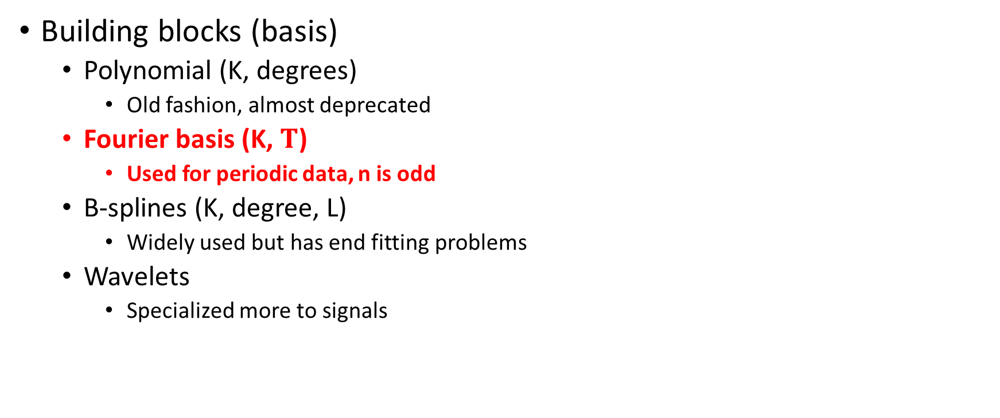 • Building blocks (basis)
• Polynomial (K, degrees)
• Old fashion, almost deprecated
• Fourier basis (K, T)
• Used for periodic data, n is odd
• B-splines (K, degree, L)
• Widely used but has end fitting problems
• Wavelets
• Specialized more to signals